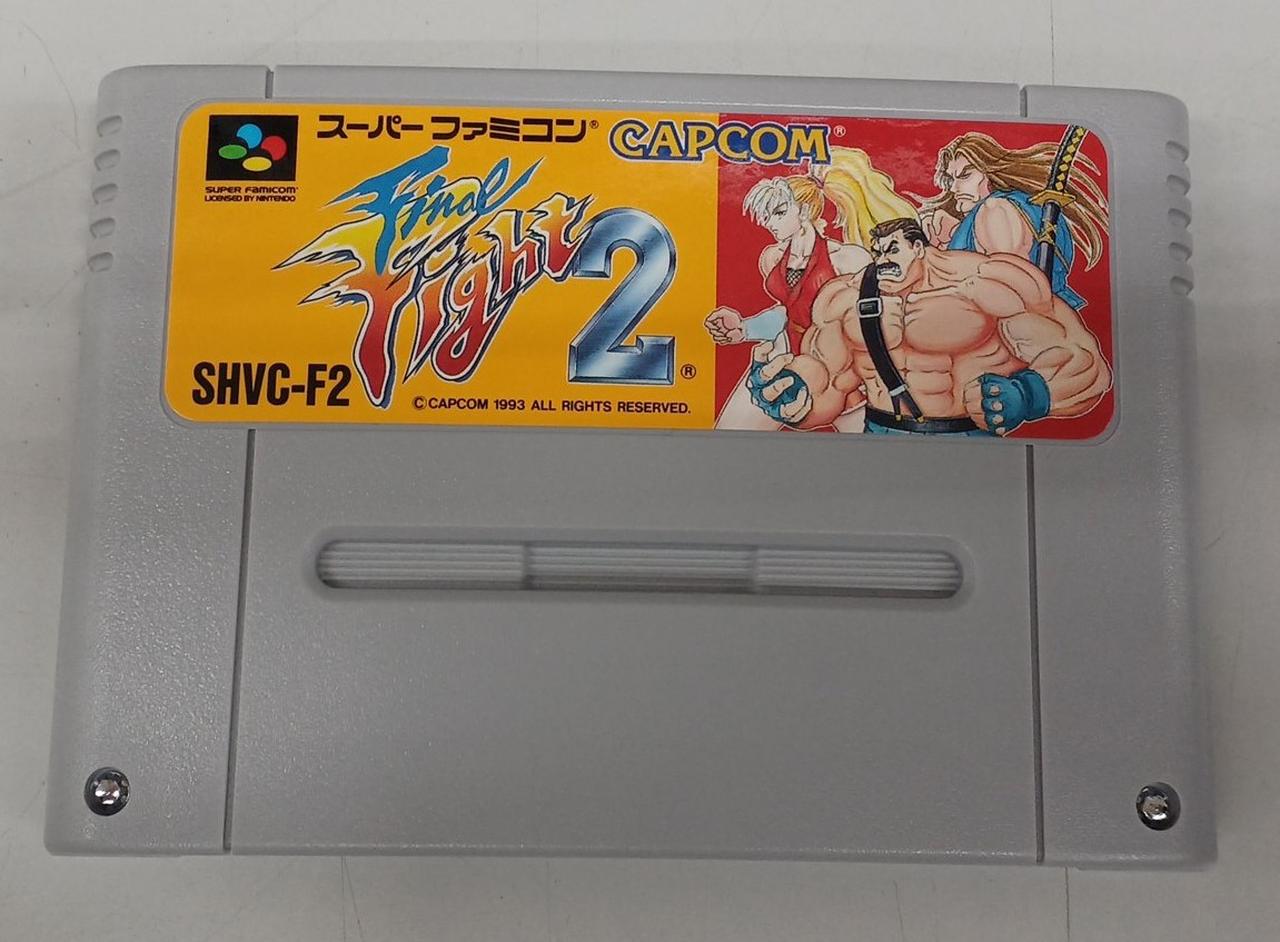 スーパーファミコン®
CAPCOM®
SUPER FAMICOM®
LICENSED BY NINTENDO
Final
Fight 2®
SHVC-F2
©CAPCOM 1993 ALL RIGHTS RESERVED.